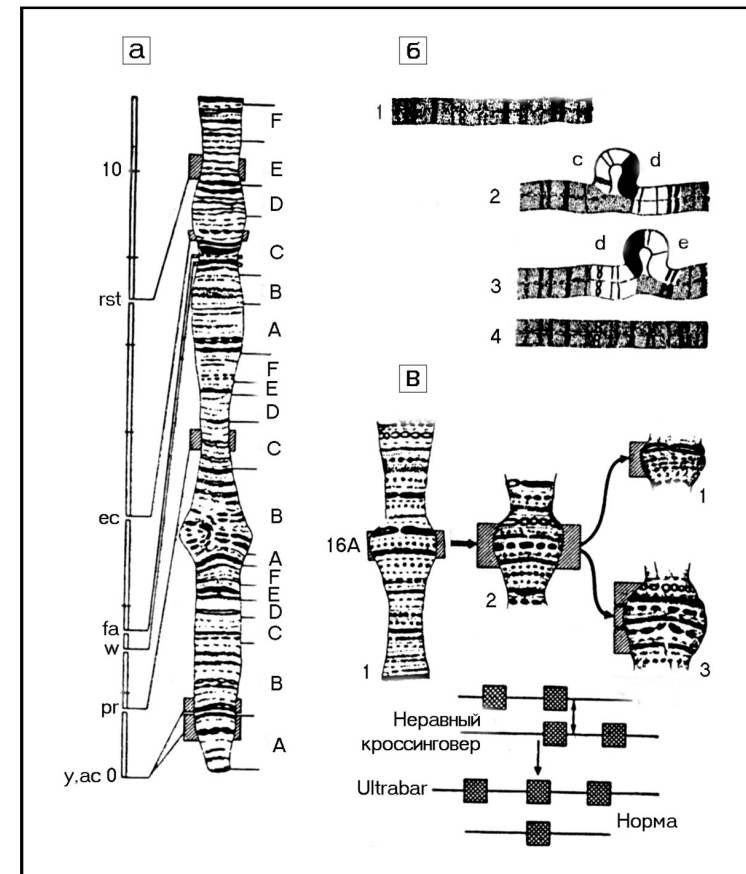 а
б
F
1
10
E
c d
D
2
C
d e
rst
B
3
A
4
F
E
в
D
C
1
ec
B
16A
A
F
2
E
fa
D
w
C
1
3
B
pr
Неравный
кроссинговер
A
y,ac 0
Ultrabar
Норма